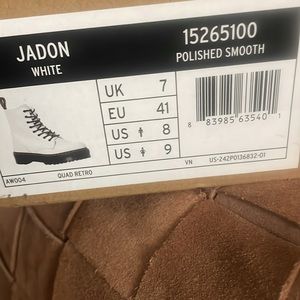 JADON
WHITE
15265100
POLISHED SMOOTH
UK 7
EU 41
US 8
US 9
8 83985 63540 1
AW004
QUAD RETRO
VN
US-242P0136832-01